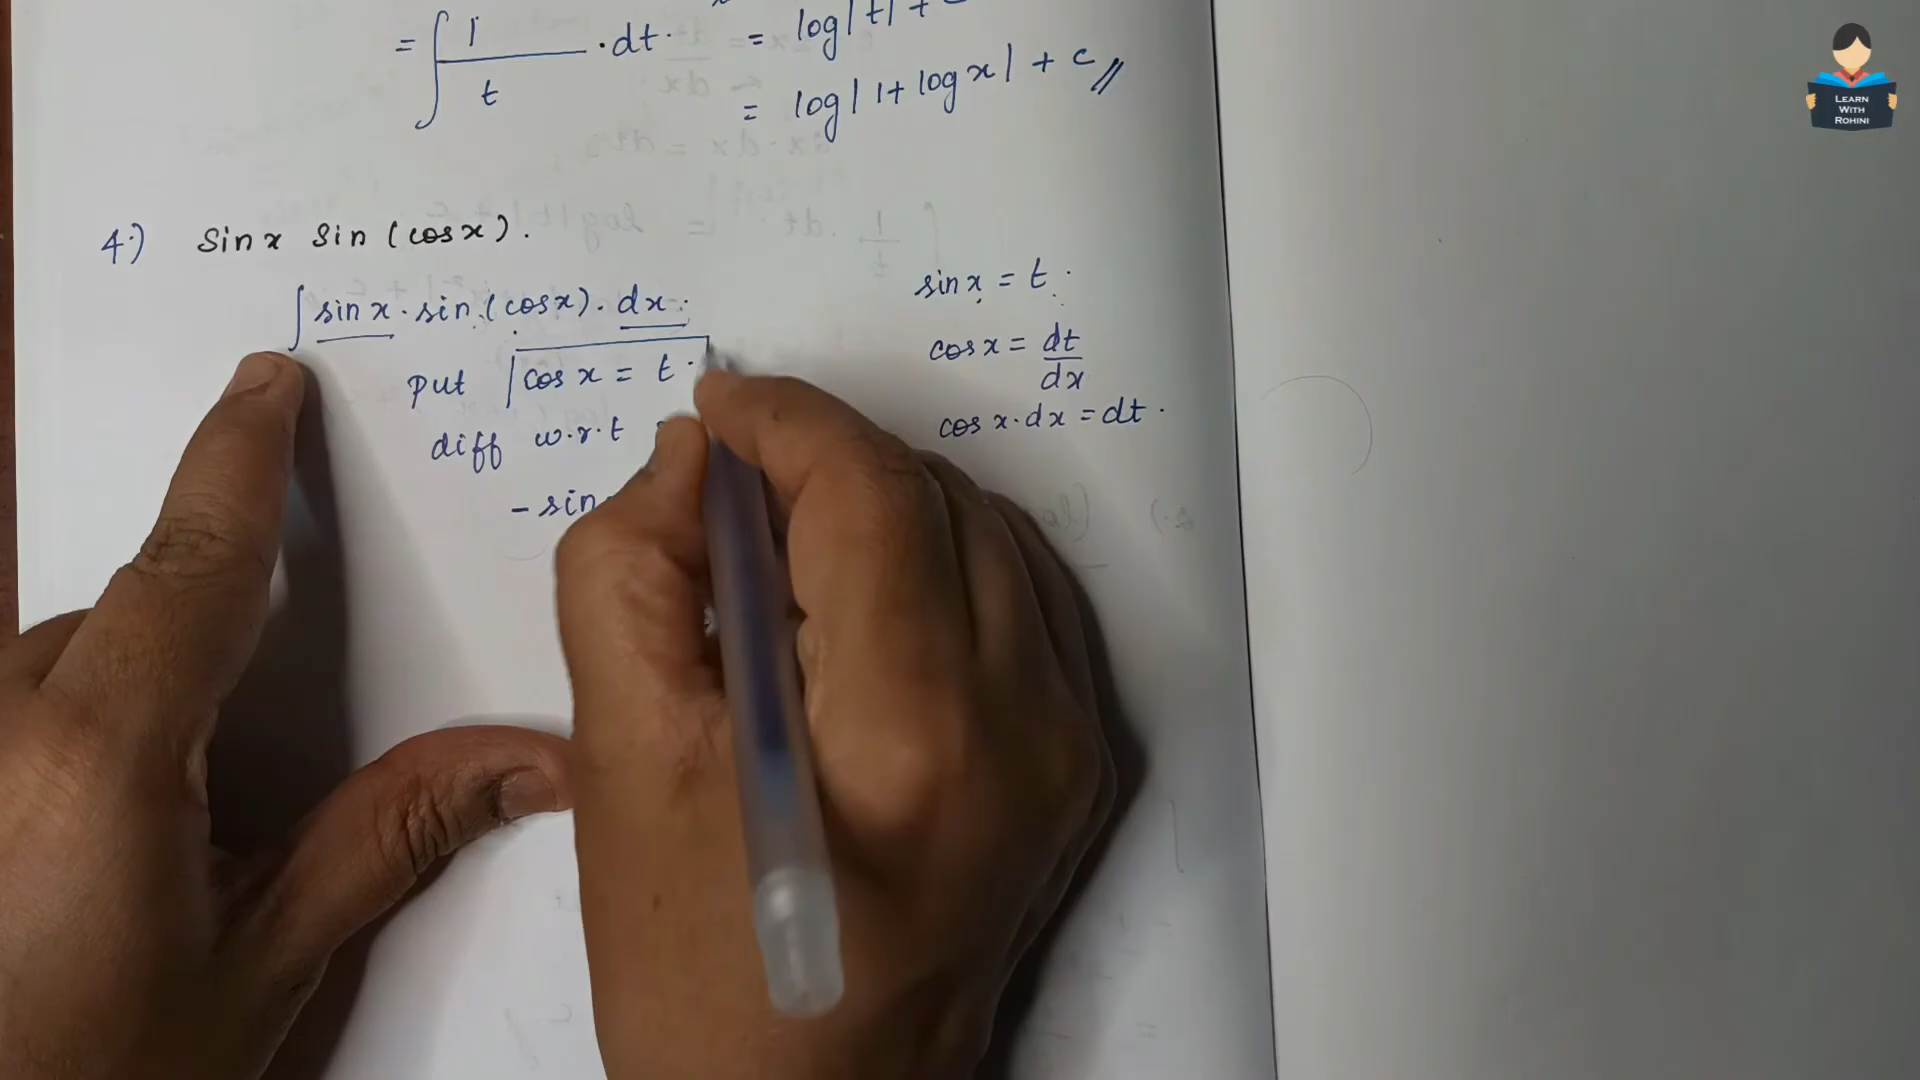 = ∫ 1/t · dt · = log|t| +
= log|1+ log x| + c //
4·) Sin x Sin (cos x).
∫ sin x · sin (cos x) · dx
put cos x = t ·
diff w.r.t
- sin
sin x = t ·
cos x = dt/dx
cos x · dx = dt ·
LEARN
WITH
ROHINI